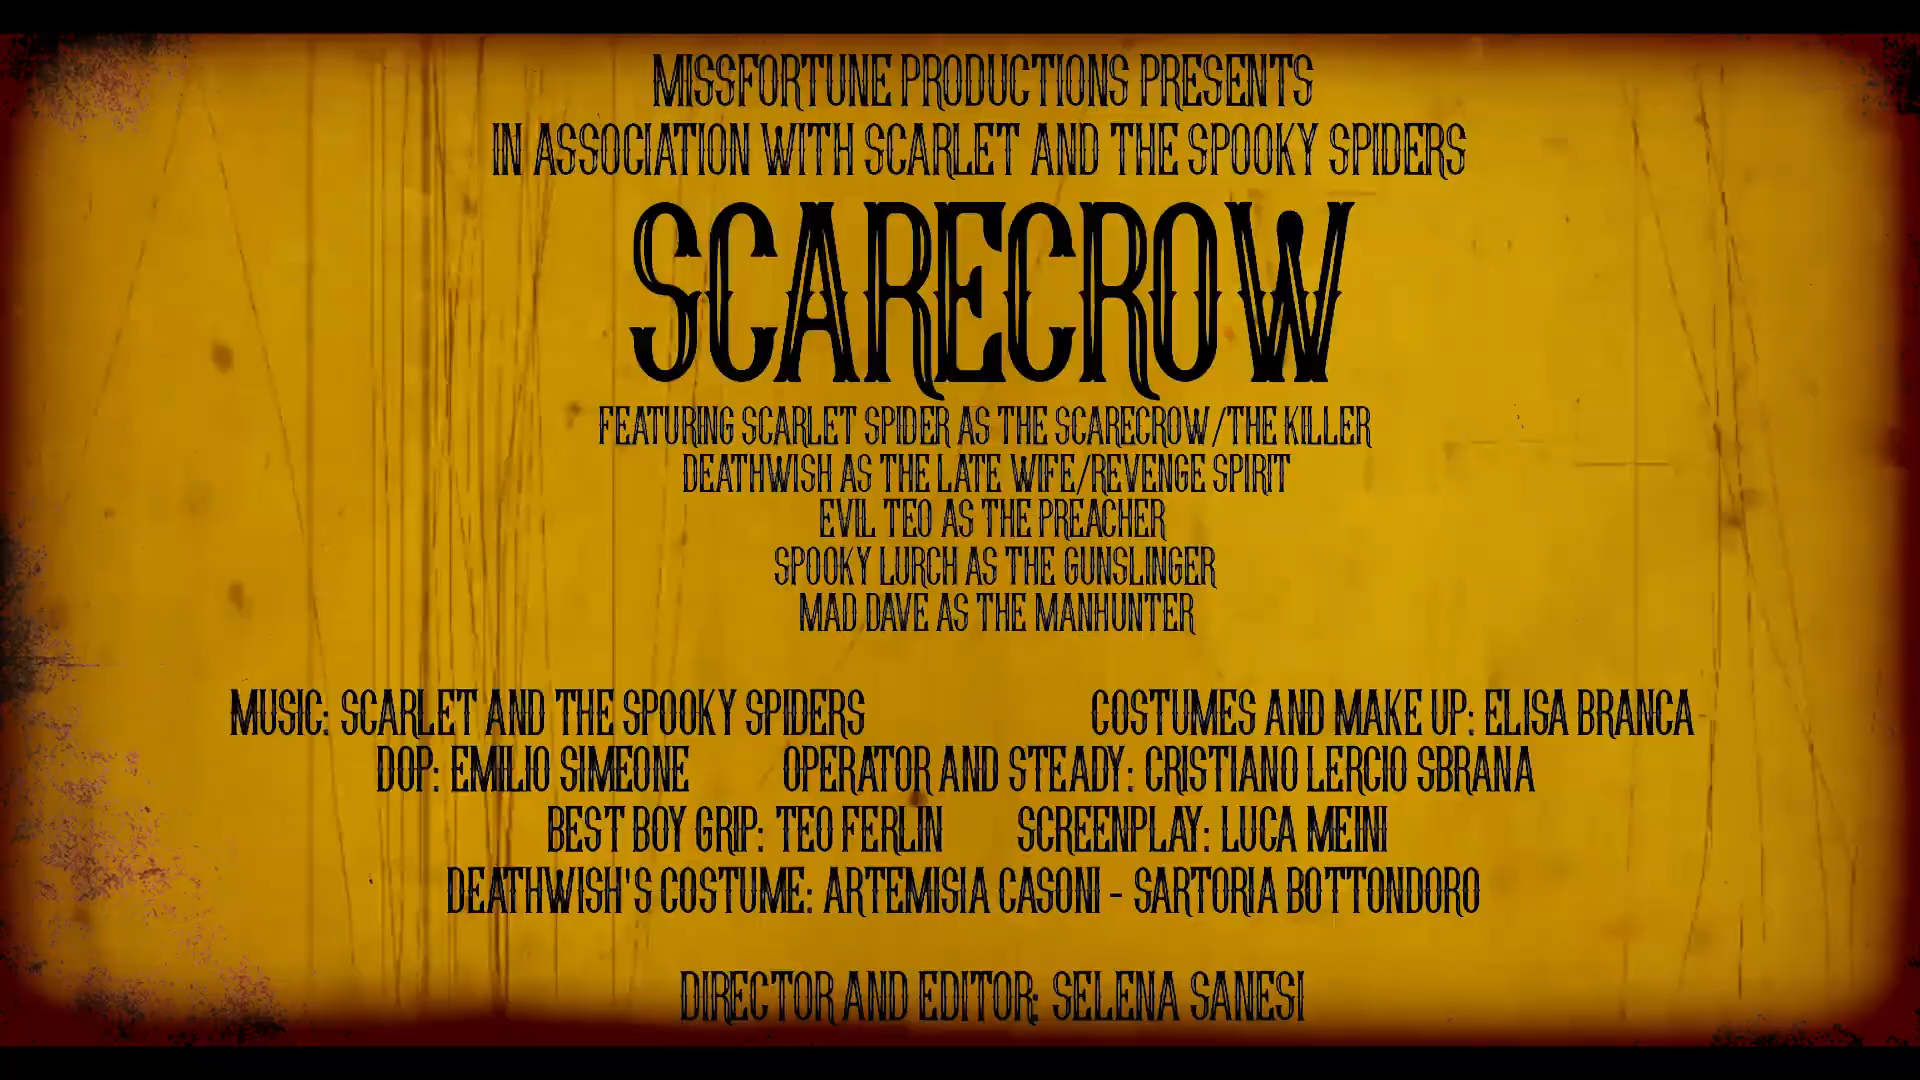 MISSFORTUNE PRODUCTIONS PRESENTS
IN ASSOCIATION WITH SCARLET AND THE SPOOKY SPIDERS
SCARECROW
FEATURING SCARLET SPIDER AS THE SCARECROW/THE KILLER
DEATHWISH AS THE LATE WIFE/REVENGE SPIRIT
EVIL TEO AS THE PREACHER
SPOOKY LURCH AS THE GUNSLINGER
MAD DAVE AS THE MANHUNTER
MUSIC: SCARLET AND THE SPOOKY SPIDERS COSTUMES AND MAKE UP: ELISA BRANCA
DOP: EMILIO SIMEONE OPERATOR AND STEADY: CRISTIANO LERCIO SBRANA
BEST BOY GRIP: TEO FERLIN SCREENPLAY: LUCA MEINI
DEATHWISH'S COSTUME: ARTEMISIA CASONI - SARTORIA BOTTONDORO
DIRECTOR AND EDITOR: SELENA SANESI